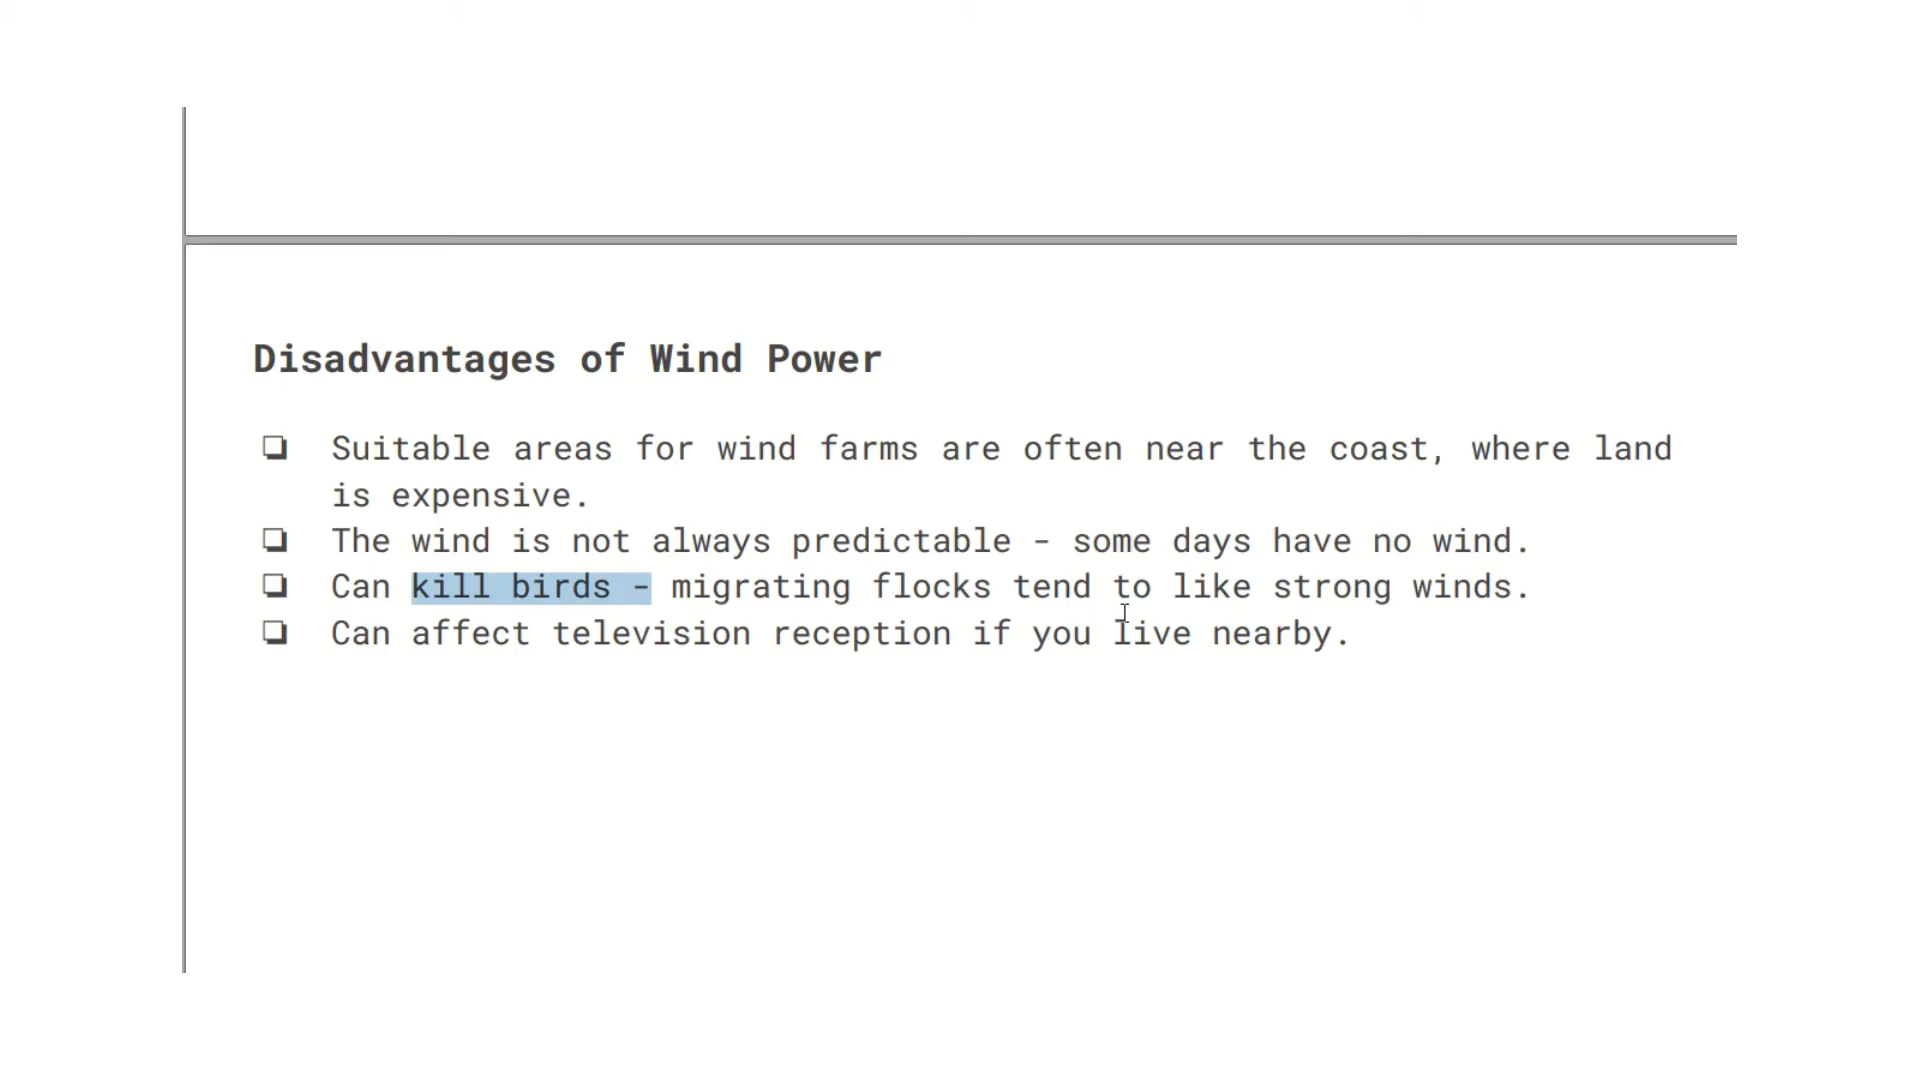 Disadvantages of Wind Power
❏ Suitable areas for wind farms are often near the coast, where land
is expensive.
❏ The wind is not always predictable - some days have no wind.
❏ Can kill birds - migrating flocks tend to like strong winds.
❏ Can affect television reception if you live nearby.